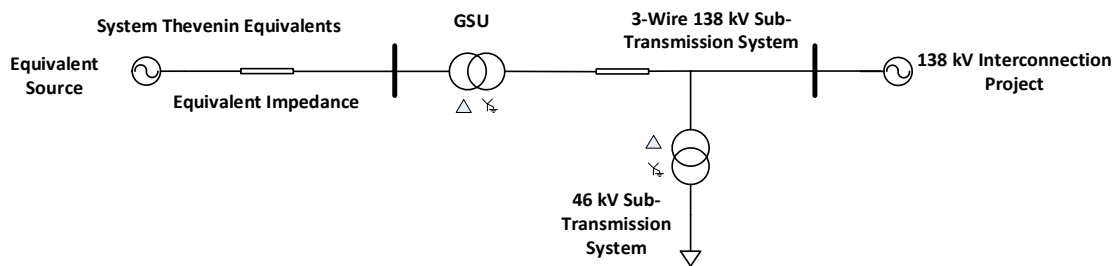 System Thevenin Equivalents
GSU
3-Wire 138 kV Sub-
Transmission System
Equivalent
Source
Equivalent Impedance
138 kV Interconnection
Project
46 kV Sub-
Transmission
System